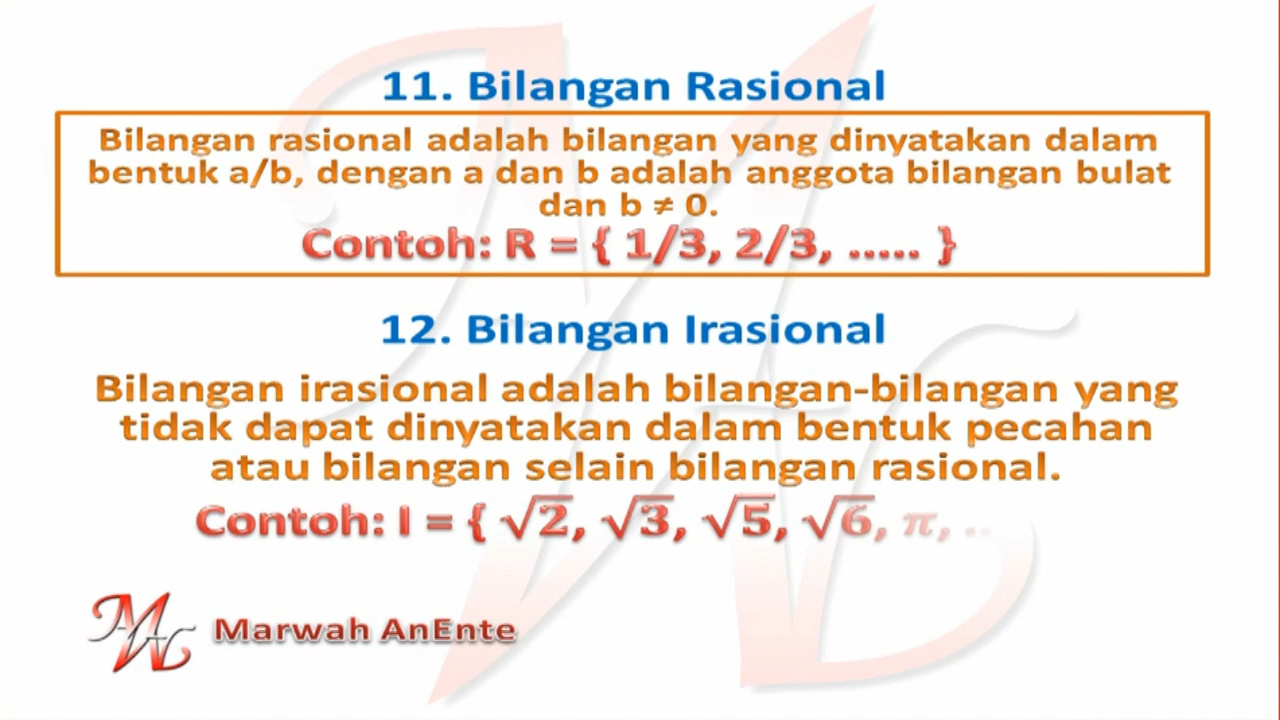 11. Bilangan Rasional
Bilangan rasional adalah bilangan yang dinyatakan dalam
bentuk a/b, dengan a dan b adalah anggota bilangan bulat
dan b ≠ 0.
Contoh: R = { 1/3, 2/3, ..... }
12. Bilangan Irasional
Bilangan irasional adalah bilangan-bilangan yang
tidak dapat dinyatakan dalam bentuk pecahan
atau bilangan selain bilangan rasional.
Contoh: I = { √2, √3, √5, √6, π, ..
Marwah AnEnte